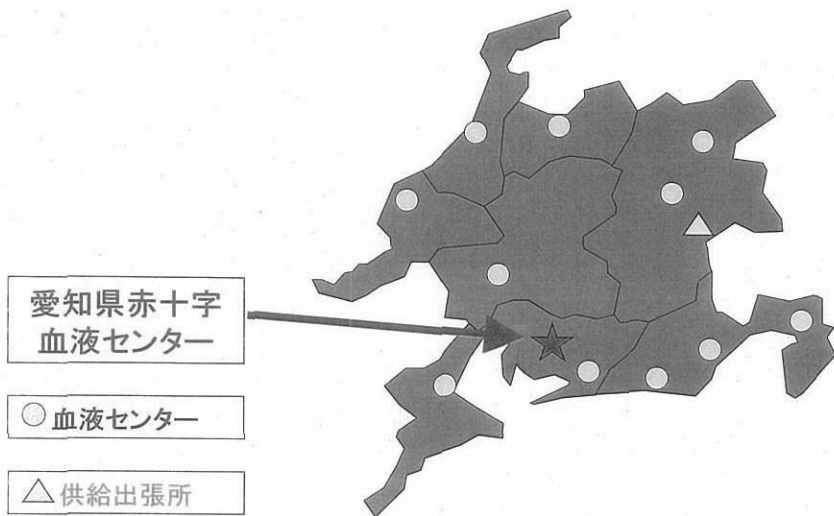 愛知県赤十字
血液センター
血液センター
供給出張所